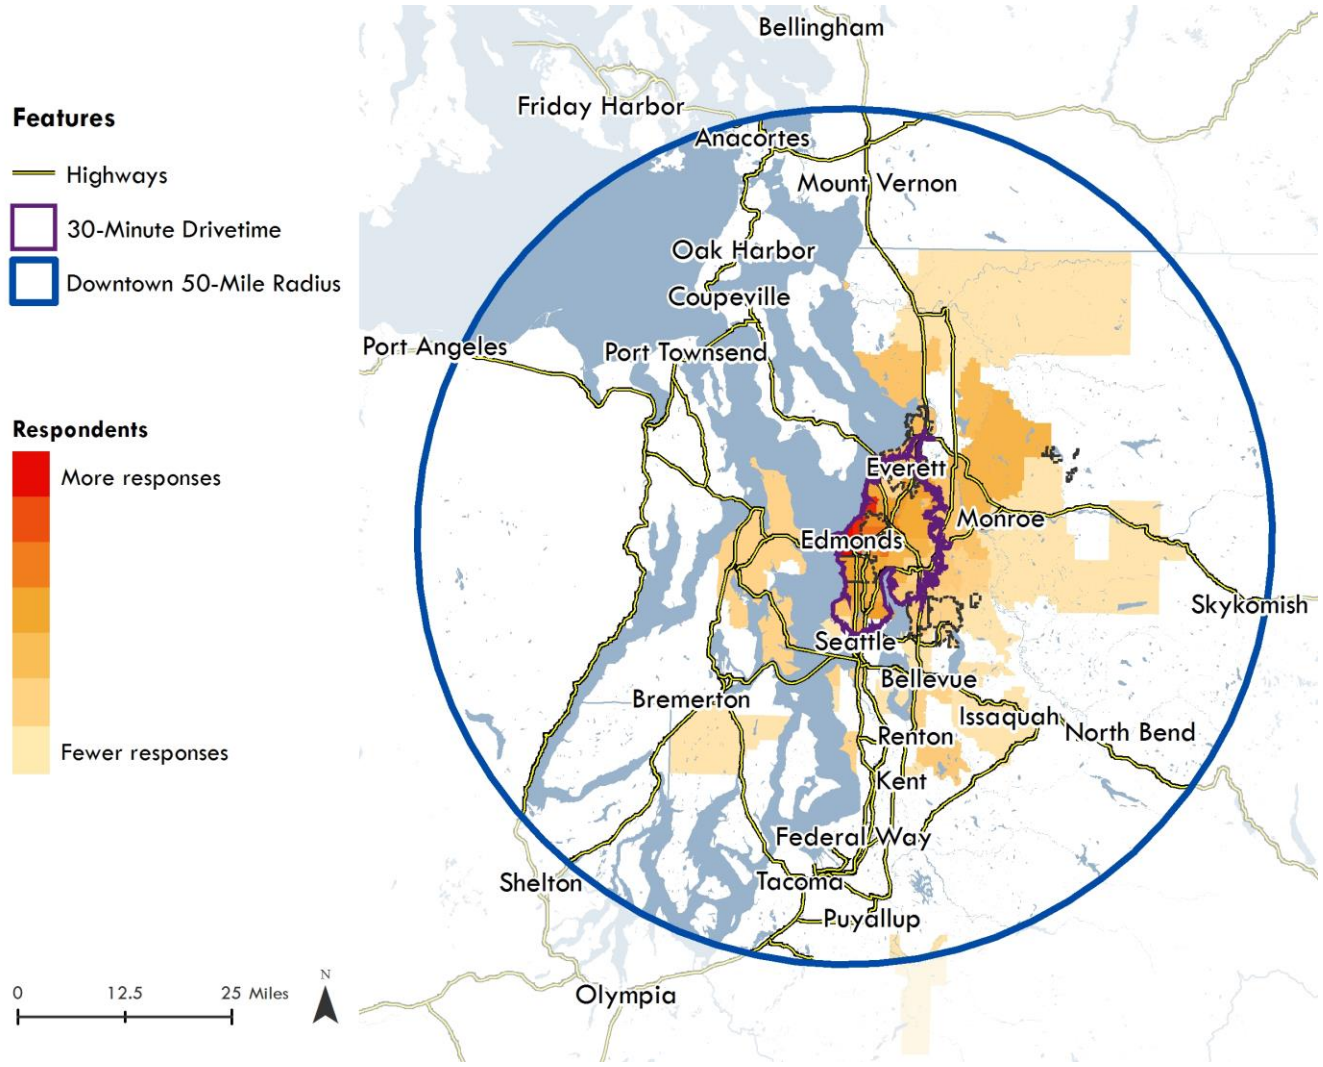 Features
Highways
30-Minute Drivetime
Downtown 50-Mile Radius
Respondents
More responses
Fewer responses
0 12.5 25 Miles
N
Bellingham
Friday Harbor
Anacortes
Mount Vernon
Oak Harbor
Coupeville
Port Angeles
Port Townsend
Everett
Monroe
Edmonds
Skykomish
Seattle
Bellevue
Bremerton
Issaquah
North Bend
Renton
Kent
Federal Way
Shelton
Tacoma
Puyallup
Olympia